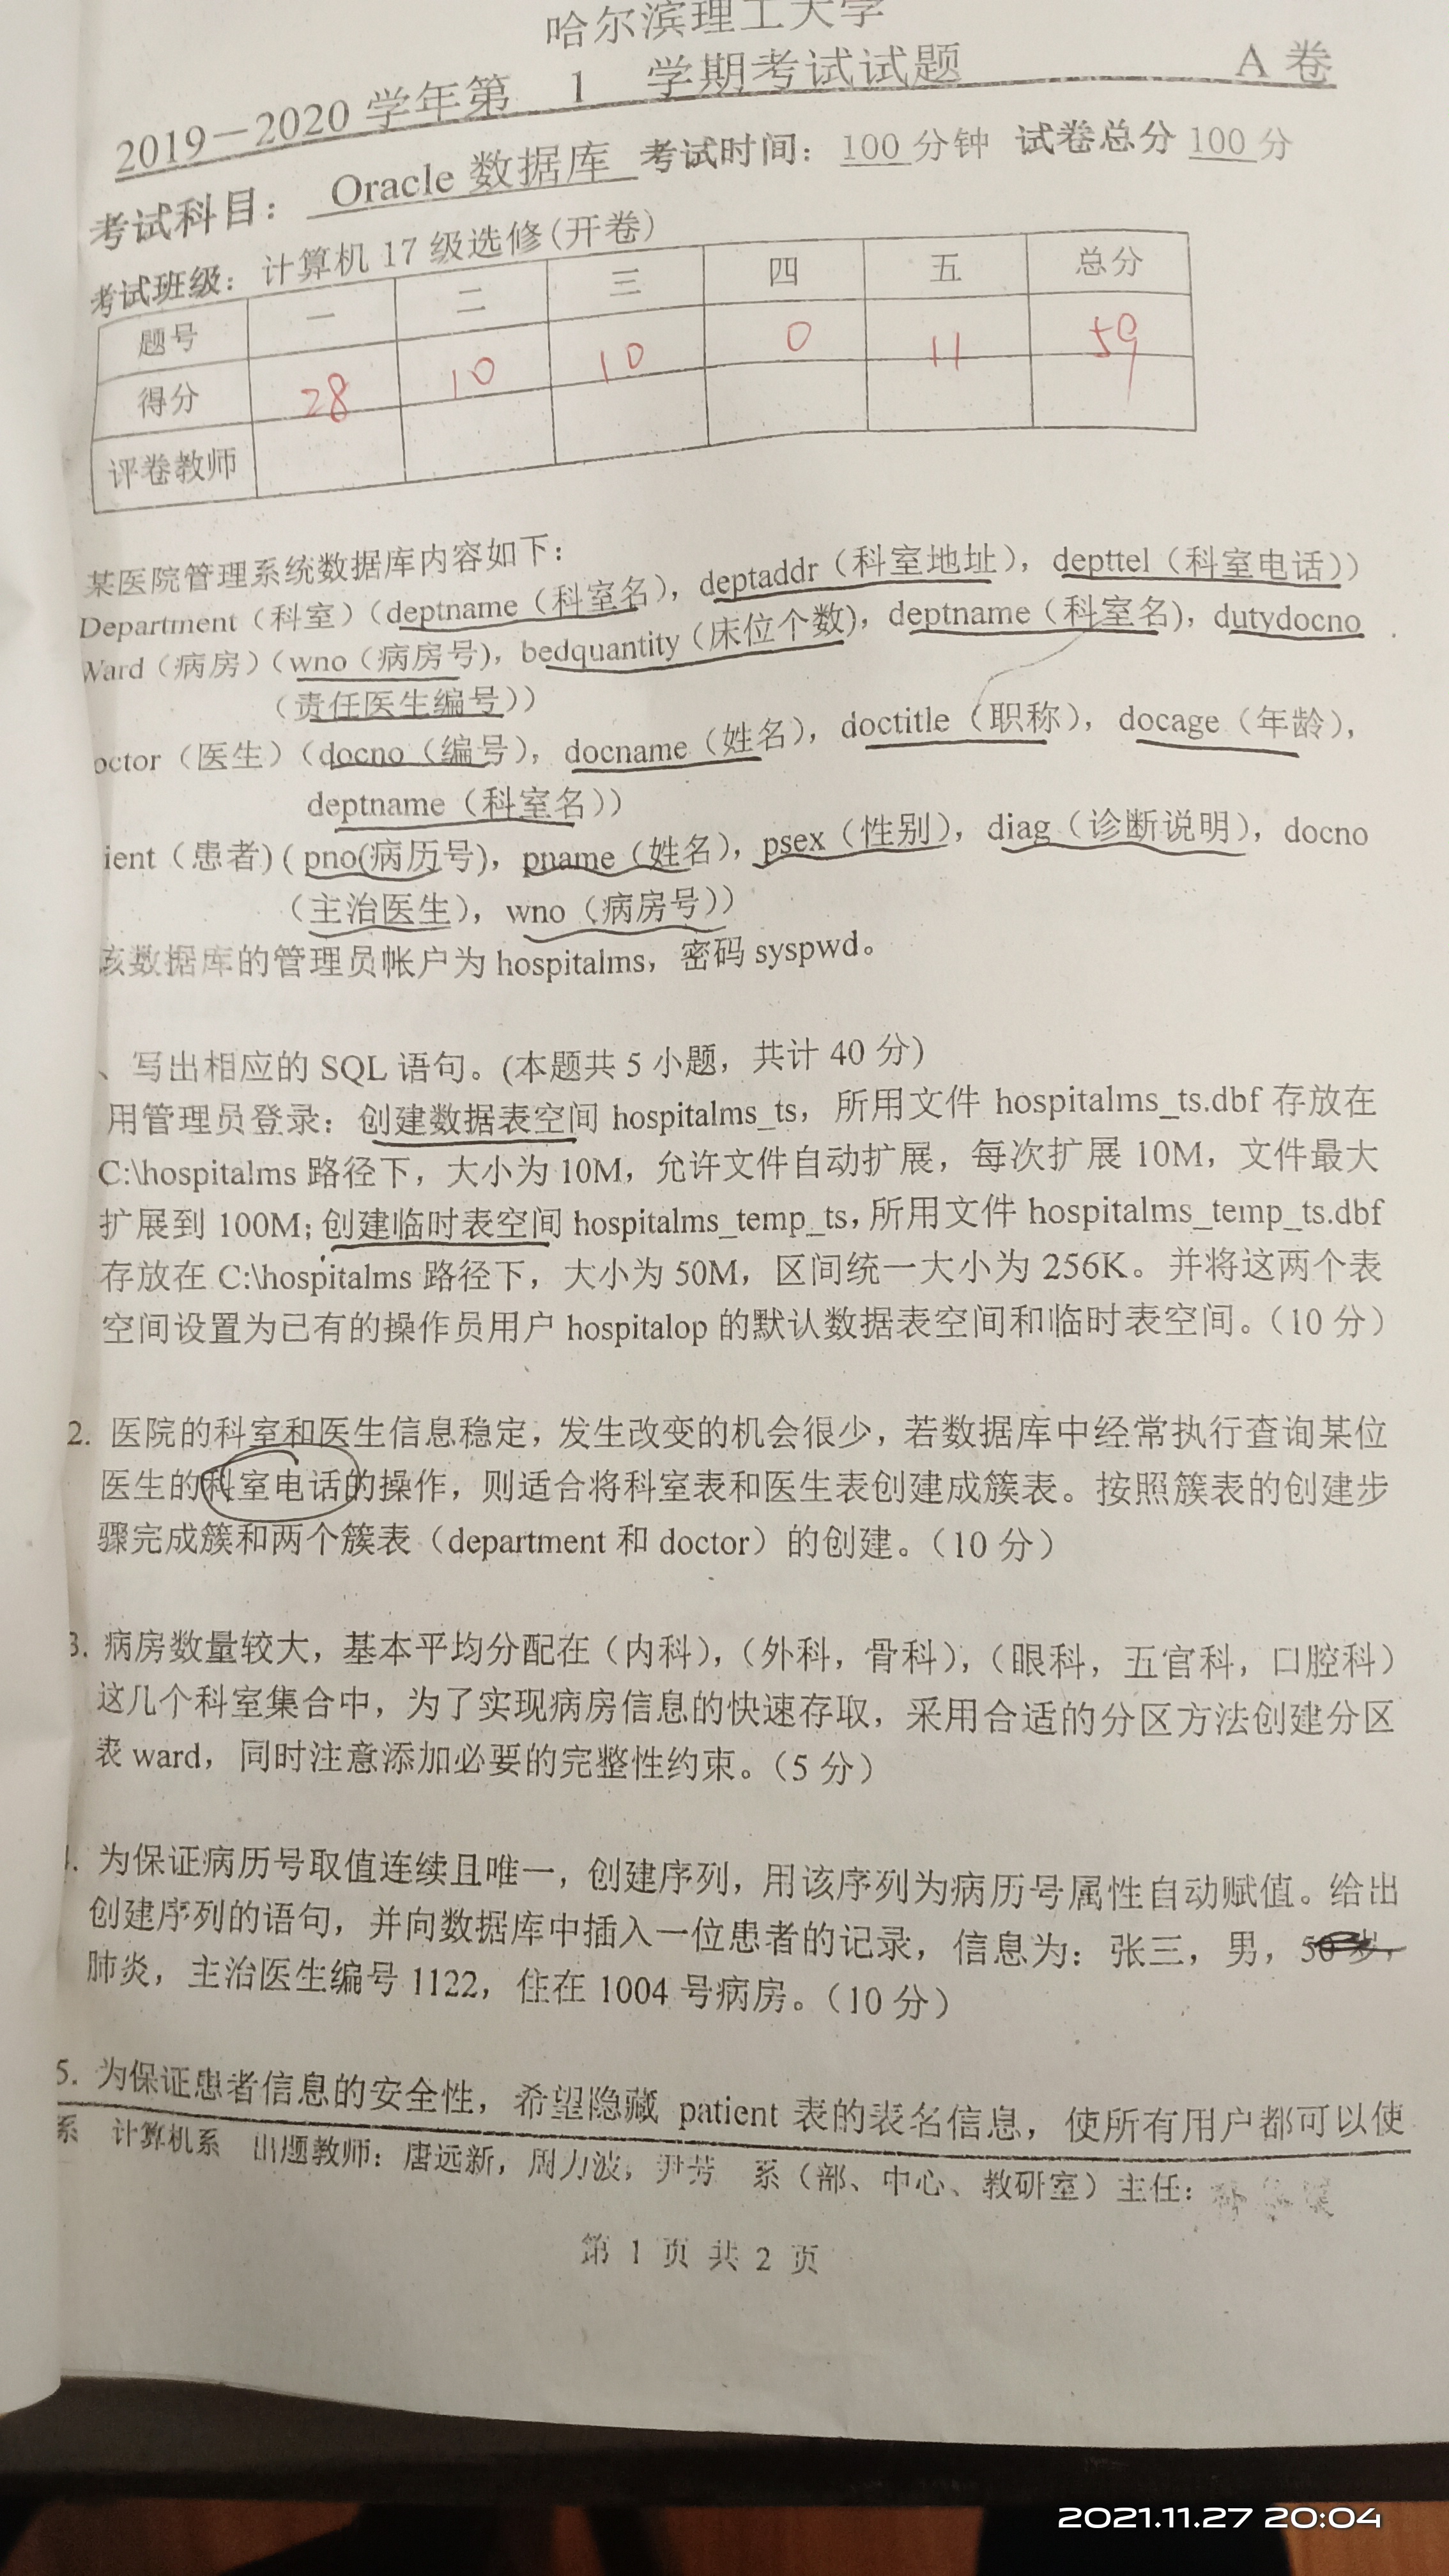 哈尔滨理工大学
2019－2020 学年第 1 学期考试试题 A 卷
考试科目： Oracle 数据库 考试时间：100 分钟 试卷总分 100 分
考试班级：计算机 17 级选修(开卷)
题号 一 二 三 四 五 总分
得分 28 10 10 0 11 59
评卷教师
某医院管理系统数据库内容如下：
Department（科室）（deptname（科室名），deptaddr（科室地址），depttel（科室电话））
Ward（病房）（wno（病房号），bedquantity（床位个数），deptname（科室名），dutydocno
（责任医生编号））
octor（医生）（docno（编号），docname（姓名），doctitle（职称），docage（年龄），
deptname（科室名））
ient（患者）( pno(病历号)，pname（姓名），psex（性别），diag（诊断说明），docno
（主治医生），wno（病房号））
该数据库的管理员帐户为 hospitalms，密码 syspwd。
、写出相应的 SQL 语句。(本题共 5 小题，共计 40 分)
用管理员登录：创建数据表空间 hospitalms_ts，所用文件 hospitalms_ts.dbf 存放在
C:\hospitalms 路径下，大小为 10M，允许文件自动扩展，每次扩展 10M，文件最大
扩展到 100M；创建临时表空间 hospitalms_temp_ts，所用文件 hospitalms_temp_ts.dbf
存放在 C:\hospitalms 路径下，大小为 50M，区间统一大小为 256K。并将这两个表
空间设置为已有的操作员用户 hospitalop 的默认数据表空间和临时表空间。（10 分）
2. 医院的科室和医生信息稳定，发生改变的机会很少，若数据库中经常执行查询某位
医生的科室电话的操作，则适合将科室表和医生表创建成簇表。按照簇表的创建步
骤完成簇和两个簇表（department 和 doctor）的创建。（10 分）
3. 病房数量较大，基本平均分配在（内科），（外科，骨科），（眼科，五官科，口腔科）
这几个科室集合中，为了实现病房信息的快速存取，采用合适的分区方法创建分区
表 ward，同时注意添加必要的完整性约束。（5 分）
. 为保证病历号取值连续且唯一，创建序列，用该序列为病历号属性自动赋值。给出
创建序列的语句，并向数据库中插入一位患者的记录，信息为：张三，男，50 岁，
肺炎，主治医生编号 1122，住在 1004 号病房。（10 分）
5. 为保证患者信息的安全性，希望隐藏 patient 表的表名信息，使所有用户都可以使
系 计算机系 出题教师：唐远新，周力波，尹芳 系（部、中心、教研室）主任：
第 1 页 共 2 页
2021.11.27 20:04